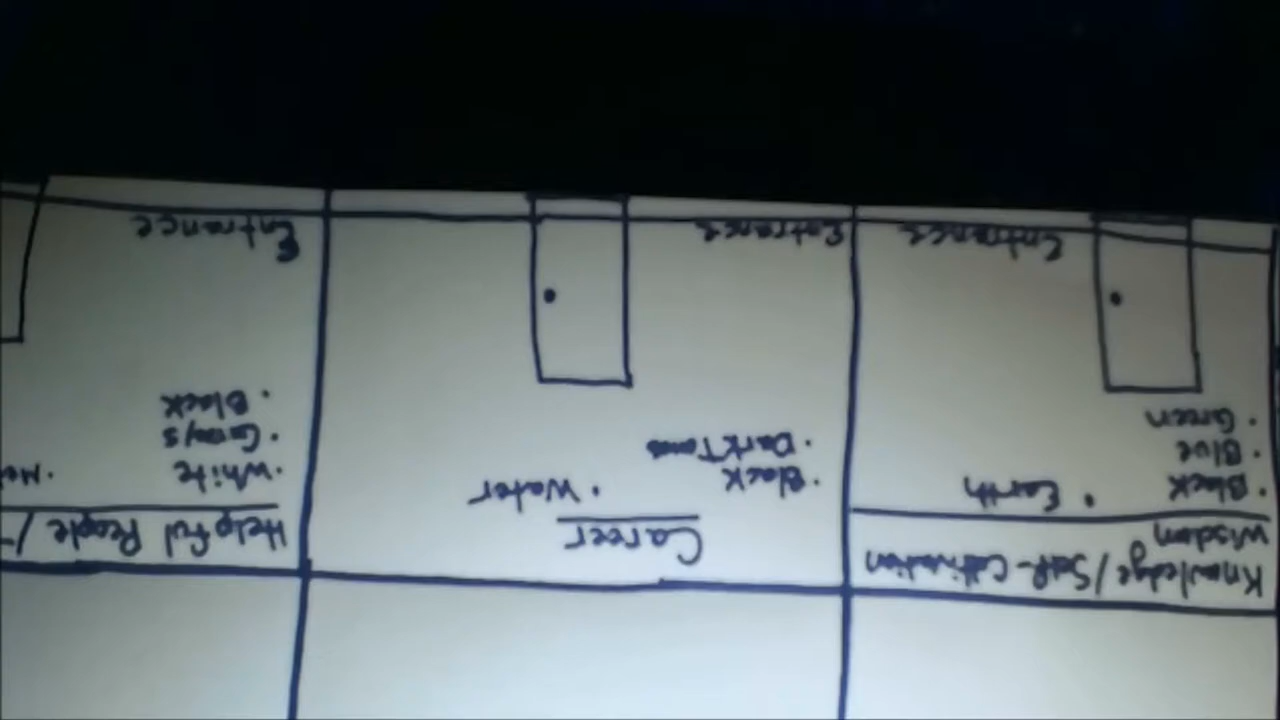 Knowledge/Self-Cultivation
Wisdom
• Black
• Blue
• Green
• Earth
Entrance
Career
• Black
• Dark Tones
• Water
Entrance
Helpful People /
• White
• Grays
• Black
Entrance